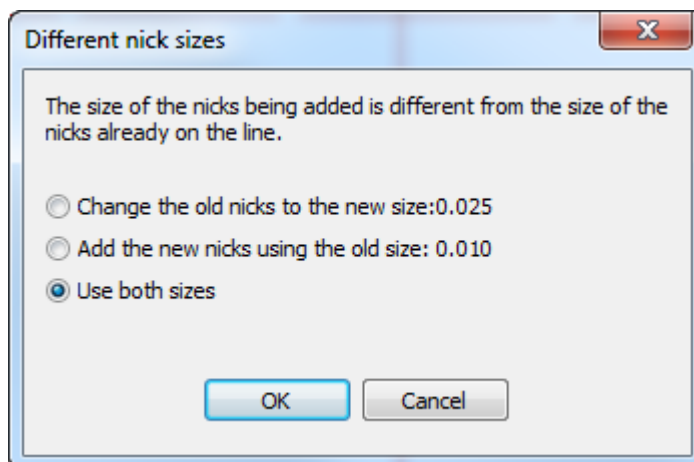 Different nick sizes
The size of the nicks being added is different from the size of the
nicks already on the line.
Change the old nicks to the new size:0.025
Add the new nicks using the old size: 0.010
Use both sizes
OK Cancel